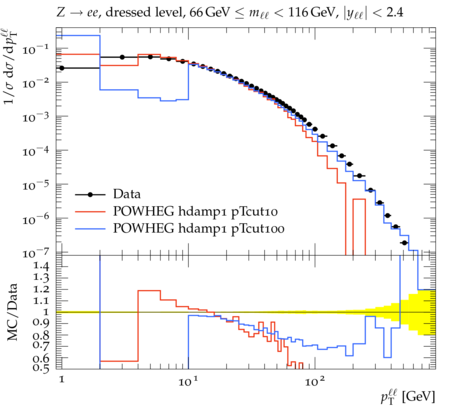 Z → ee, dressed level, 66 GeV ≤ mℓℓ < 116 GeV, |yℓℓ| < 2.4
1/σ dσ/dpTℓℓ
10⁻¹
10⁻²
10⁻³
10⁻⁴
10⁻⁵
10⁻⁶
10⁻⁷
Data
POWHEG hdamp1 pTcut10
POWHEG hdamp1 pTcut100
MC/Data
1.4
1.3
1.2
1.1
1
0.9
0.8
0.7
0.6
0.5
1
10¹
10²
pTℓℓ [GeV]